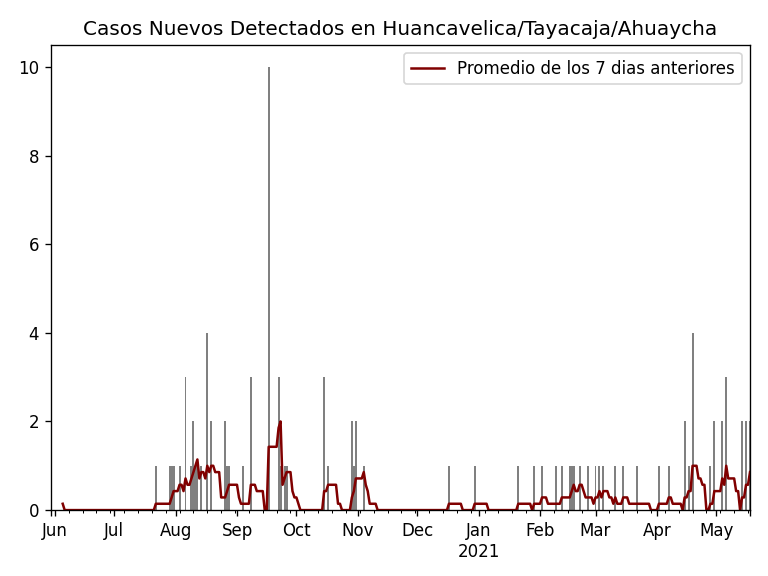 Casos Nuevos Detectados en Huancavelica/Tayacaja/Ahuaycha
Promedio de los 7 dias anteriores
10
8
6
4
2
0
Jun Jul Aug Sep Oct Nov Dec Jan Feb Mar Apr May
2021